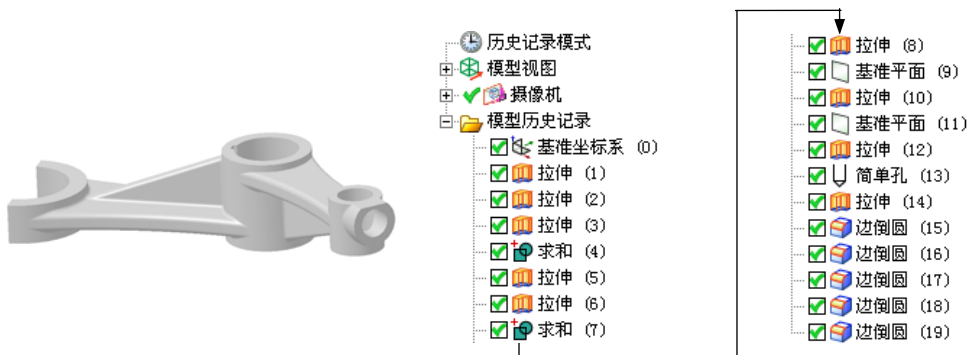 历史记录模式
模型视图
摄像机
模型历史记录
基准坐标系 (0)
拉伸 (1)
拉伸 (2)
拉伸 (3)
求和 (4)
拉伸 (5)
拉伸 (6)
求和 (7)
拉伸 (8)
基准平面 (9)
拉伸 (10)
基准平面 (11)
拉伸 (12)
简单孔 (13)
拉伸 (14)
边倒圆 (15)
边倒圆 (16)
边倒圆 (17)
边倒圆 (18)
边倒圆 (19)